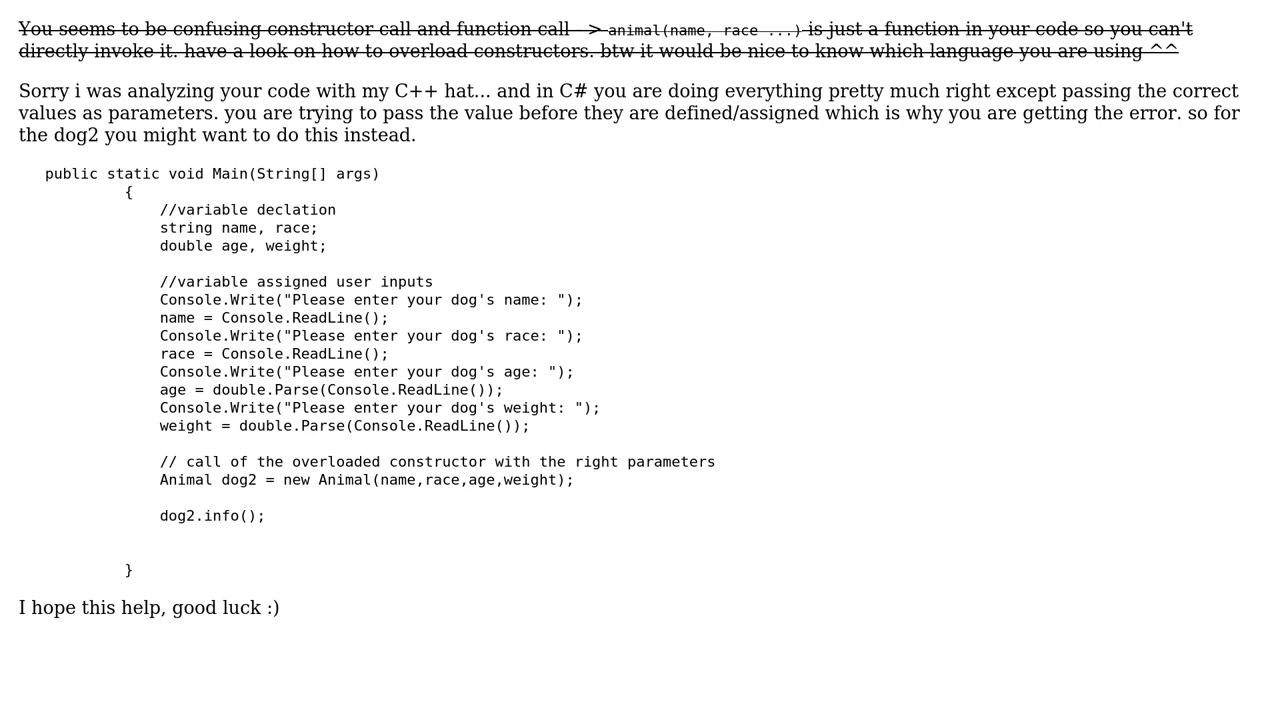 You seems to be confusing constructor call and function call --> animal(name, race ...) is just a function in your code so you can't
directly invoke it. have a look on how to overload constructors. btw it would be nice to know which language you are using ^^
Sorry i was analyzing your code with my C++ hat... and in C# you are doing everything pretty much right except passing the correct
values as parameters. you are trying to pass the value before they are defined/assigned which is why you are getting the error. so for
the dog2 you might want to do this instead.
public static void Main(String[] args)
{
//variable declation
string name, race;
double age, weight;
//variable assigned user inputs
Console.Write("Please enter your dog's name: ");
name = Console.ReadLine();
Console.Write("Please enter your dog's race: ");
race = Console.ReadLine();
Console.Write("Please enter your dog's age: ");
age = double.Parse(Console.ReadLine());
Console.Write("Please enter your dog's weight: ");
weight = double.Parse(Console.ReadLine());
// call of the overloaded constructor with the right parameters
Animal dog2 = new Animal(name,race,age,weight);
dog2.info();
}
I hope this help, good luck :)